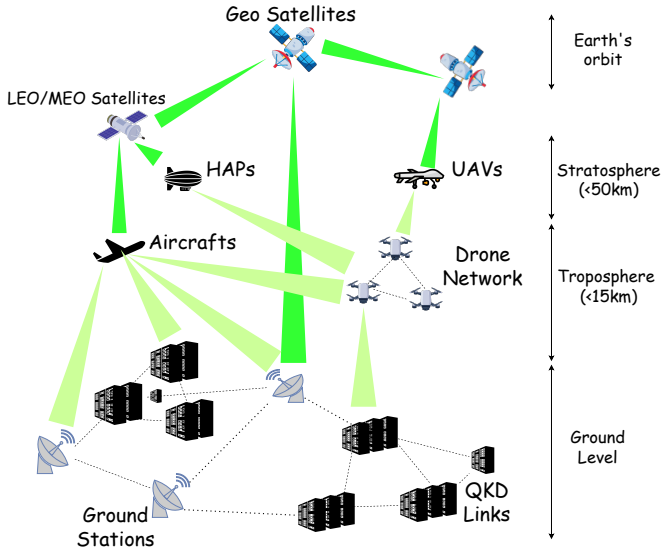 Geo Satellites
Earth's
orbit
LEO/MEO Satellites
HAPs
UAVs
Stratosphere
(<50km)
Aircrafts
Drone
Network
Troposphere
(<15km)
Ground
Level
QKD
Links
Ground
Stations